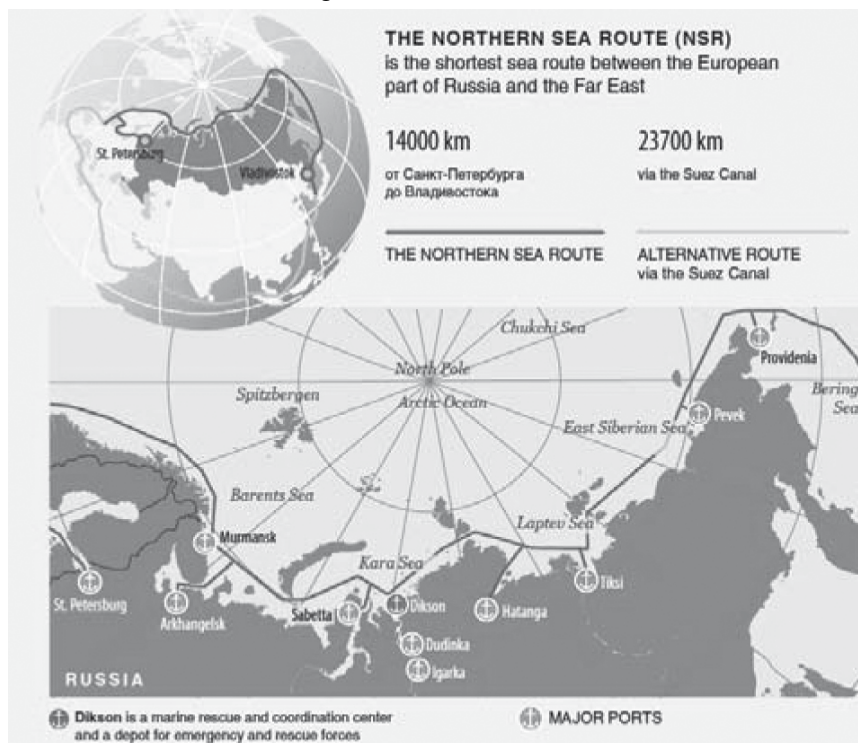 THE NORTHERN SEA ROUTE (NSR)
is the shortest sea route between the European
part of Russia and the Far East
14000 km
от Санкт-Петербурга
до Владивостока
23700 km
via the Suez Canal
THE NORTHERN SEA ROUTE
ALTERNATIVE ROUTE
via the Suez Canal
St. Petersburg
Vladivostok
Chukchi Sea
North Pole
Arctic Ocean
Spitzbergen
Providenia
Bering
Sea
Pevek
East Siberian Sea
Barents Sea
Laptev Sea
Murmansk
Kara Sea
St. Petersburg
Arkhangelsk
Sabetta
Dikson
Hatanga
Tiksi
Dudinka
Igarka
RUSSIA
Dikson is a marine rescue and coordination center
and a depot for emergency and rescue forces
MAJOR PORTS